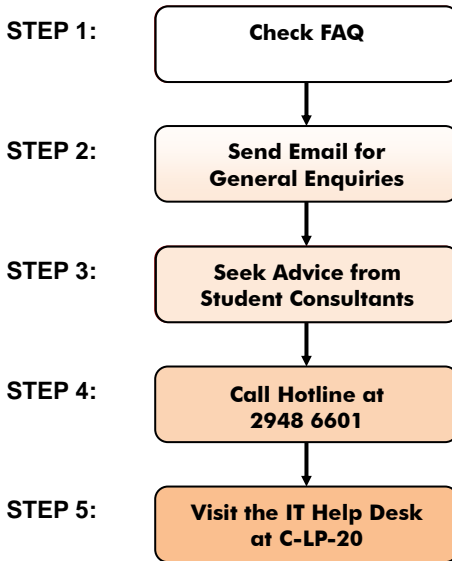 STEP 1:
Check FAQ
STEP 2:
Send Email for
General Enquiries
STEP 3:
Seek Advice from
Student Consultants
STEP 4:
Call Hotline at
2948 6601
STEP 5:
Visit the IT Help Desk
at C-LP-20